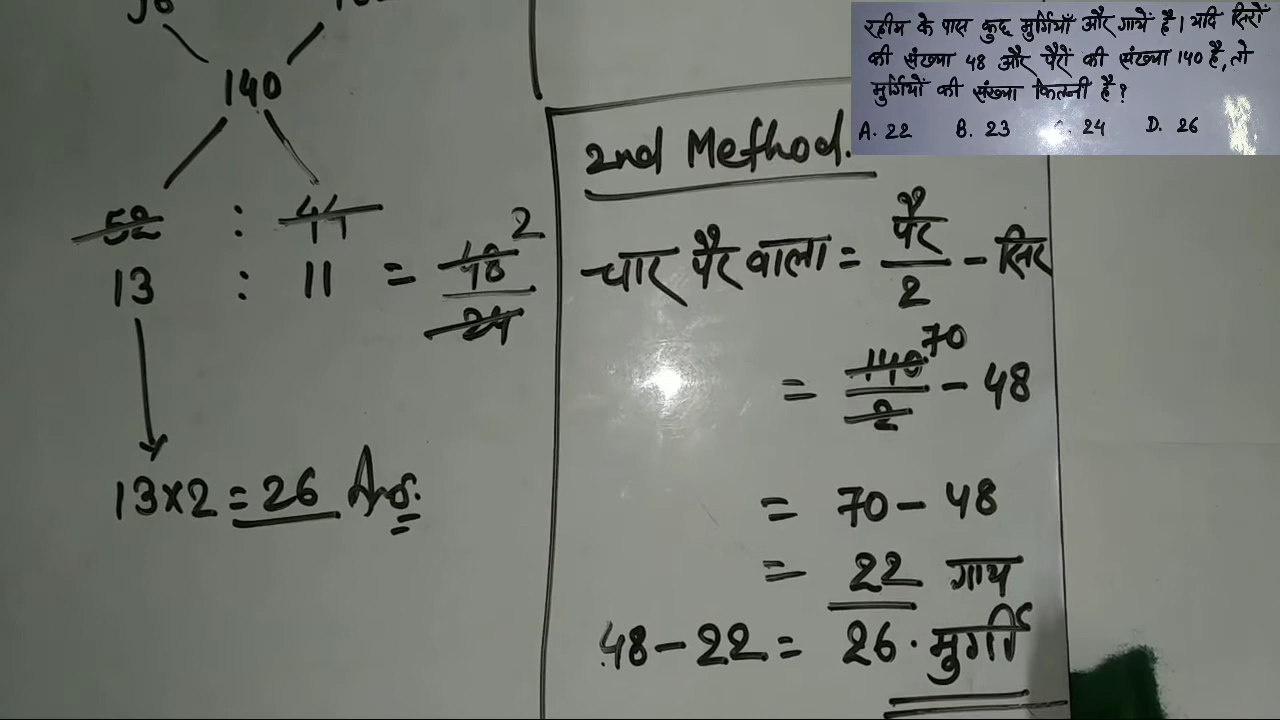 रहीम के पास कुछ मुर्गियाँ और गायें है। यदि सिरों
की संख्या 48 और पैरों की संख्या 140 है, तो
मुर्गियों की संख्या कितनी है?
A. 22 B. 23 C. 24 D. 26
140
52 : 44
13 : 11 = 48/24 2
13×2 = 26 Ans.
2nd Method.
चार पैर वाला = पैर/2 - सिर
= 140/2 70 - 48
= 70 - 48
= 22 गाय
48 - 22 = 26. मुर्गी